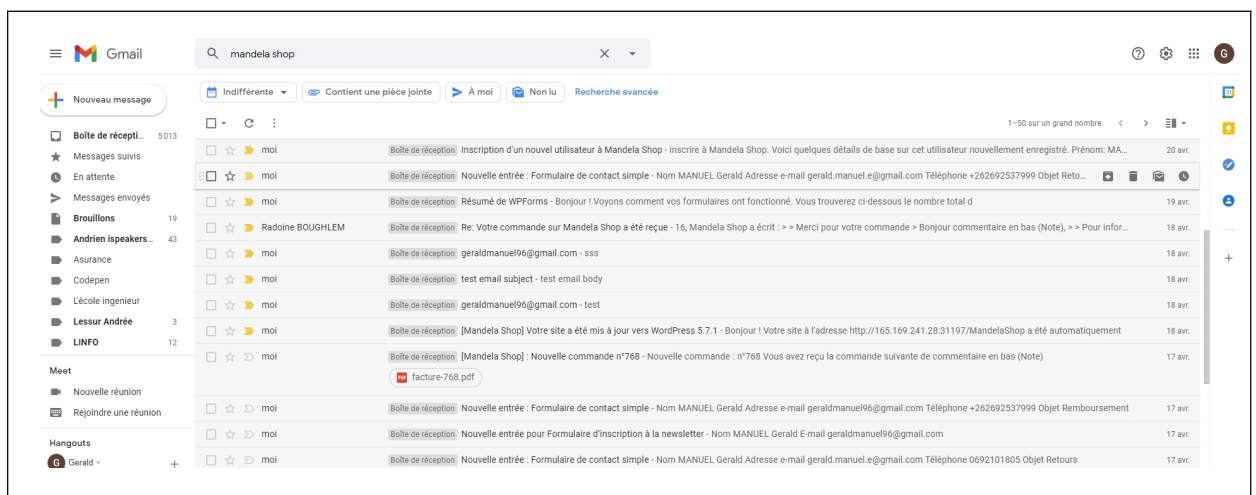 Gmail
mandela shop
G
Nouveau message
Indifférente
Contient une pièce jointe
À moi
Non lu
Recherche avancée
31
1–50 sur un grand nombre
Boîte de récepti... 5 013
Messages suivis
En attente
Messages envoyés
Brouillons 19
Andrien ispeakers... 43
Asurance
Codepen
L'école ingenieur
Lessur Andrée 3
LINFO 12
Meet
Nouvelle réunion
Rejoindre une réunion
Hangouts
G Gerald
moi Boîte de réception Inscription d'un nouvel utilisateur à Mandela Shop - inscrire à Mandela Shop. Voici quelques détails de base sur cet utilisateur nouvellement enregistré. Prénom: MA... 20 avr.
moi Boîte de réception Nouvelle entrée : Formulaire de contact simple - Nom MANUEL Gerald Adresse e-mail gerald.manuel.e@gmail.com Téléphone +262692537999 Objet Reto...
moi Boîte de réception Résumé de WPForms - Bonjour ! Voyons comment vos formulaires ont fonctionné. Vous trouverez ci-dessous le nombre total d 19 avr.
Radoine BOUGHLEM Boîte de réception Re: Votre commande sur Mandela Shop a été reçue - 16, Mandela Shop a écrit : > > Merci pour votre commande > Bonjour commentaire en bas (Note), > > Pour infor... 18 avr.
moi Boîte de réception geraldmanuel96@gmail.com - sss 18 avr.
moi Boîte de réception test email subject - test email body 18 avr.
moi Boîte de réception geraldmanuel96@gmail.com - test 18 avr.
moi Boîte de réception [Mandela Shop] Votre site a été mis à jour vers WordPress 5.7.1 - Bonjour ! Votre site à l'adresse http://165.169.241.28:31197/MandelaShop a été automatiquement 18 avr.
moi Boîte de réception [Mandela Shop] : Nouvelle commande n°768 - Nouvelle commande : n°768 Vous avez reçu la commande suivante de commentaire en bas (Note) 17 avr.
PDF facture-768.pdf
moi Boîte de réception Nouvelle entrée : Formulaire de contact simple - Nom MANUEL Gerald Adresse e-mail geraldmanuel96@gmail.com Téléphone +262692537999 Objet Remboursement 17 avr.
moi Boîte de réception Nouvelle entrée pour Formulaire d'inscription à la newsletter - Nom MANUEL Gerald E-mail geraldmanuel96@gmail.com 17 avr.
moi Boîte de réception Nouvelle entrée : Formulaire de contact simple - Nom MANUEL Gerald Adresse e-mail gerald.manuel.e@gmail.com Téléphone 0692101805 Objet Retours 17 avr.